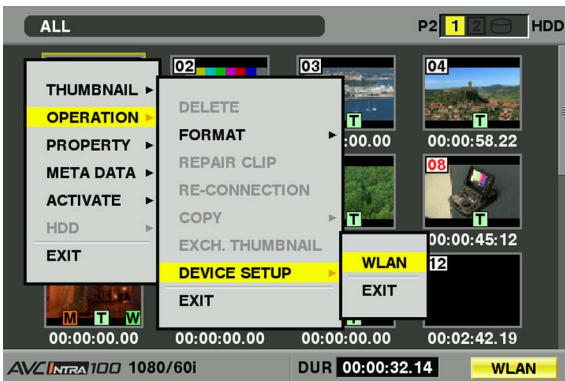 ALL P2 1 2 HDD
02 03 04
THUMBNAIL
OPERATION
PROPERTY
META DATA
ACTIVATE
HDD
EXIT
DELETE
FORMAT
REPAIR CLIP
RE-CONNECTION
COPY
EXCH. THUMBNAIL
DEVICE SETUP
EXIT
WLAN
EXIT
T
:00.00 00:00:58.22
08
T T
00:00:45:12
12
M T W
00:00:00.00 00:00:00.00 00:00:00.00 00:02:42.19
AVC INTRA 100 1080/60i DUR 00:00:32.14 WLAN